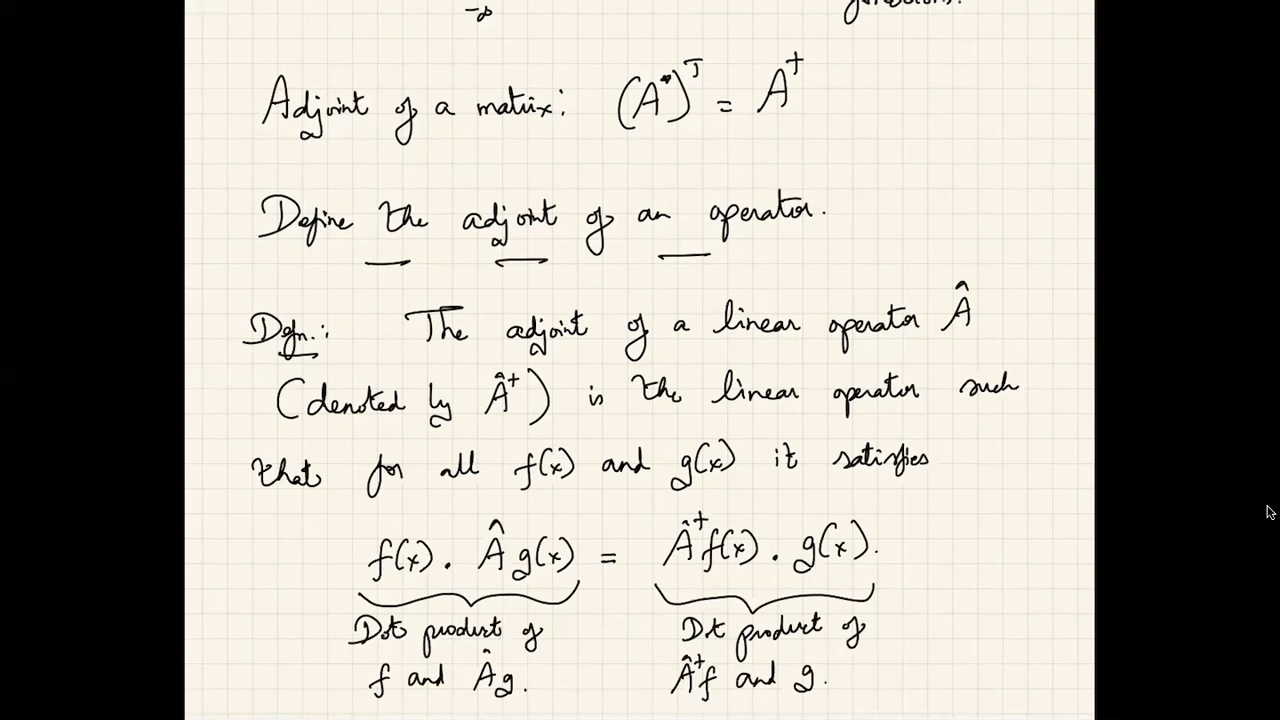 -∞
Adjoint of a matrix: (A*)ᵀ = A†
Define the adjoint of an operator.
Defn.: The adjoint of a linear operator Â
(denoted by Â†) is the linear operator such
that for all f(x) and g(x) it satisfies
f(x) . Â g(x) = Â†f(x) . g(x).
Dot product of Dot product of
f and Âg. Â†f and g.